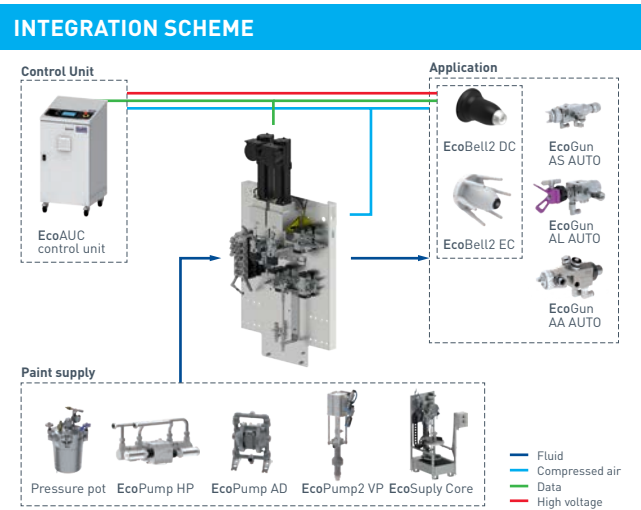 INTEGRATION SCHEME
Control Unit
Application
EcoBell2 DC
EcoGun
AS AUTO
EcoAUC
control unit
EcoBell2 EC
EcoGun
AL AUTO
EcoGun
AA AUTO
Paint supply
Pressure pot
EcoPump HP
EcoPump AD
EcoPump2 VP
EcoSuply Core
Fluid
Compressed air
Data
High voltage